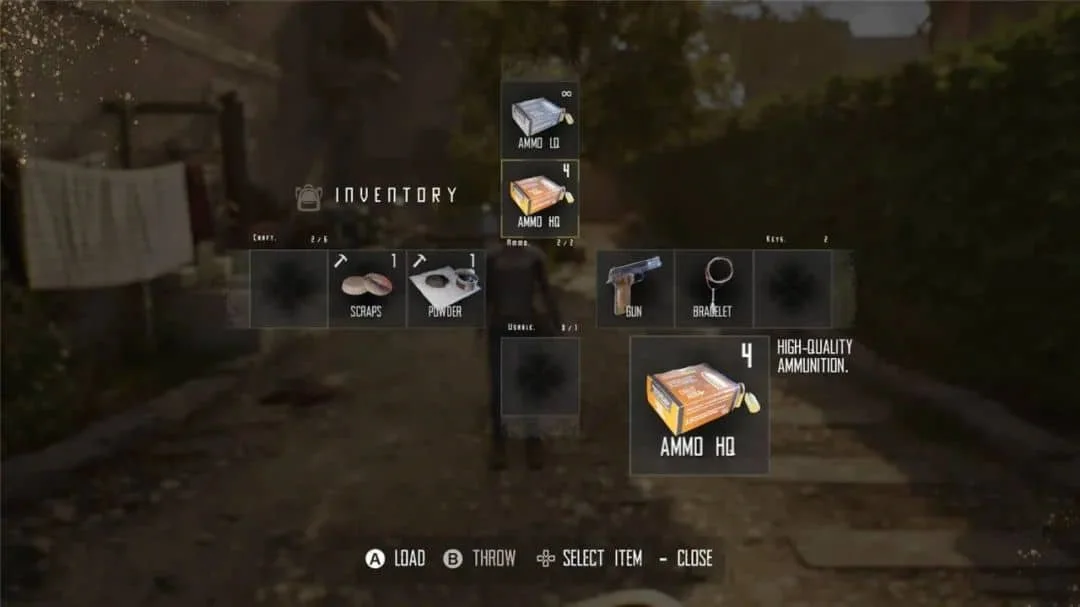 ∞
AMMO LQ
4
AMMO HQ
INVENTORY
CRAFT. 2/6
AMMO. 2/2
KEYS. 2
1
SCRAPS
1
POWDER
GUN
BRACELET
USABLE. 0/1
4
AMMO HQ
HIGH-QUALITY
AMMUNITION.
A LOAD B THROW SELECT ITEM - CLOSE